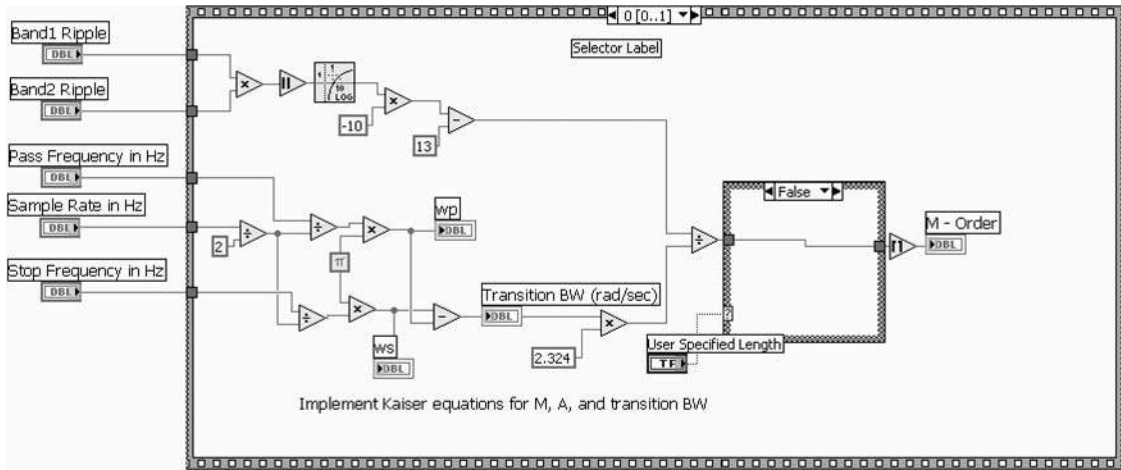 0 [0..1]
Selector Label
Band1 Ripple
DBL
Band2 Ripple
DBL
1 1
10
LOG
-10
13
Pass Frequency in Hz
DBL
Sample Rate in Hz
DBL
2
wp
DBL
π
Stop Frequency in Hz
DBL
Transition BW (rad/sec)
DBL
ws
DBL
2.324
False
?
User Specified Length
TF
M - Order
DBL
Implement Kaiser equations for M, A, and transition BW